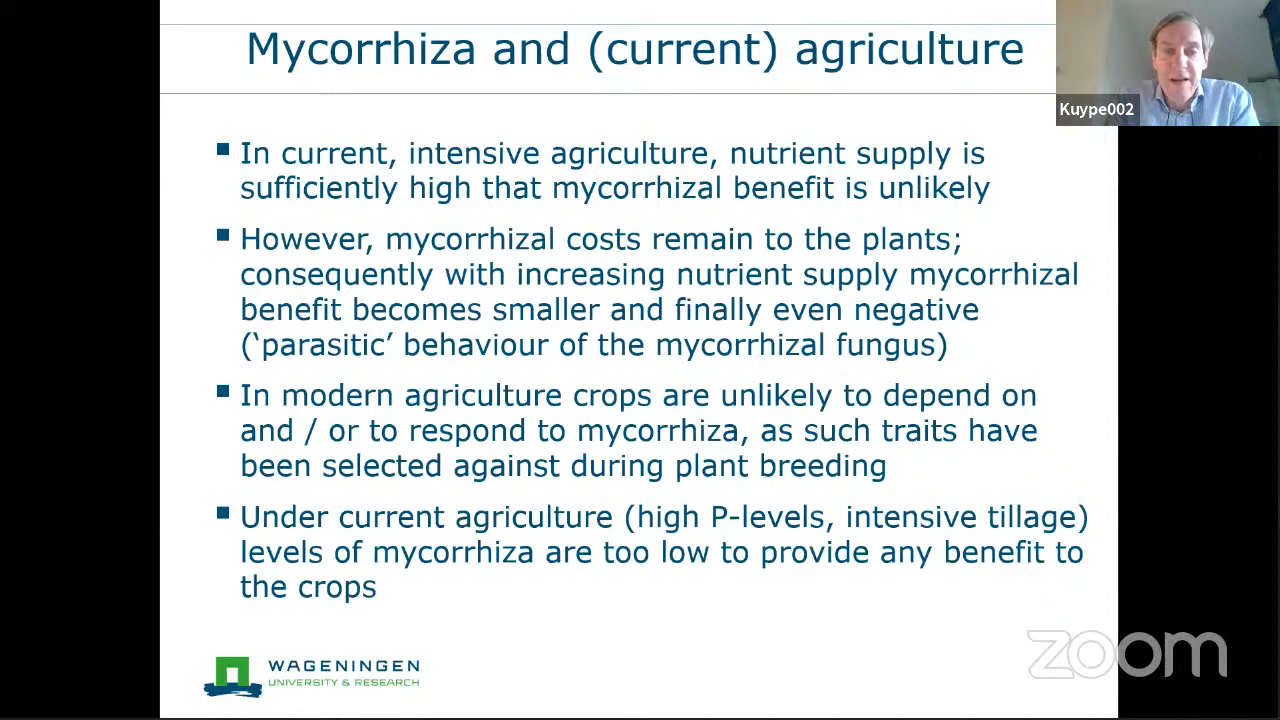 Mycorrhiza and (current) agriculture
Kuype002
▪ In current, intensive agriculture, nutrient supply is
sufficiently high that mycorrhizal benefit is unlikely
▪ However, mycorrhizal costs remain to the plants;
consequently with increasing nutrient supply mycorrhizal
benefit becomes smaller and finally even negative
(‘parasitic’ behaviour of the mycorrhizal fungus)
▪ In modern agriculture crops are unlikely to depend on
and / or to respond to mycorrhiza, as such traits have
been selected against during plant breeding
▪ Under current agriculture (high P-levels, intensive tillage)
levels of mycorrhiza are too low to provide any benefit to
the crops
WAGENINGEN
UNIVERSITY & RESEARCH
zoom